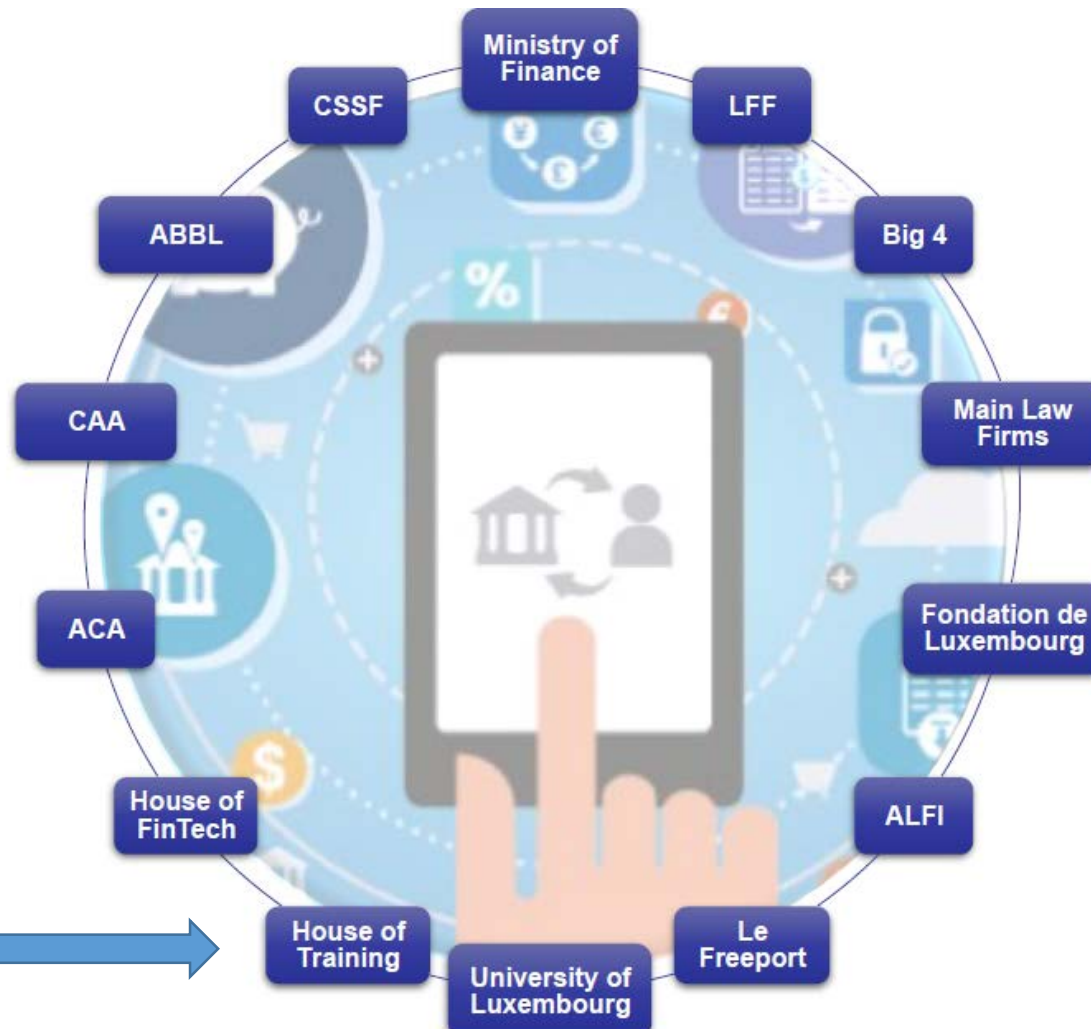 Ministry of
Finance
CSSF
LFF
ABBL
Big 4
%
CAA
Main Law
Firms
ACA
Fondation de
Luxembourg
$
House of
FinTech
ALFI
House of
Training
Le
Freeport
University of
Luxembourg